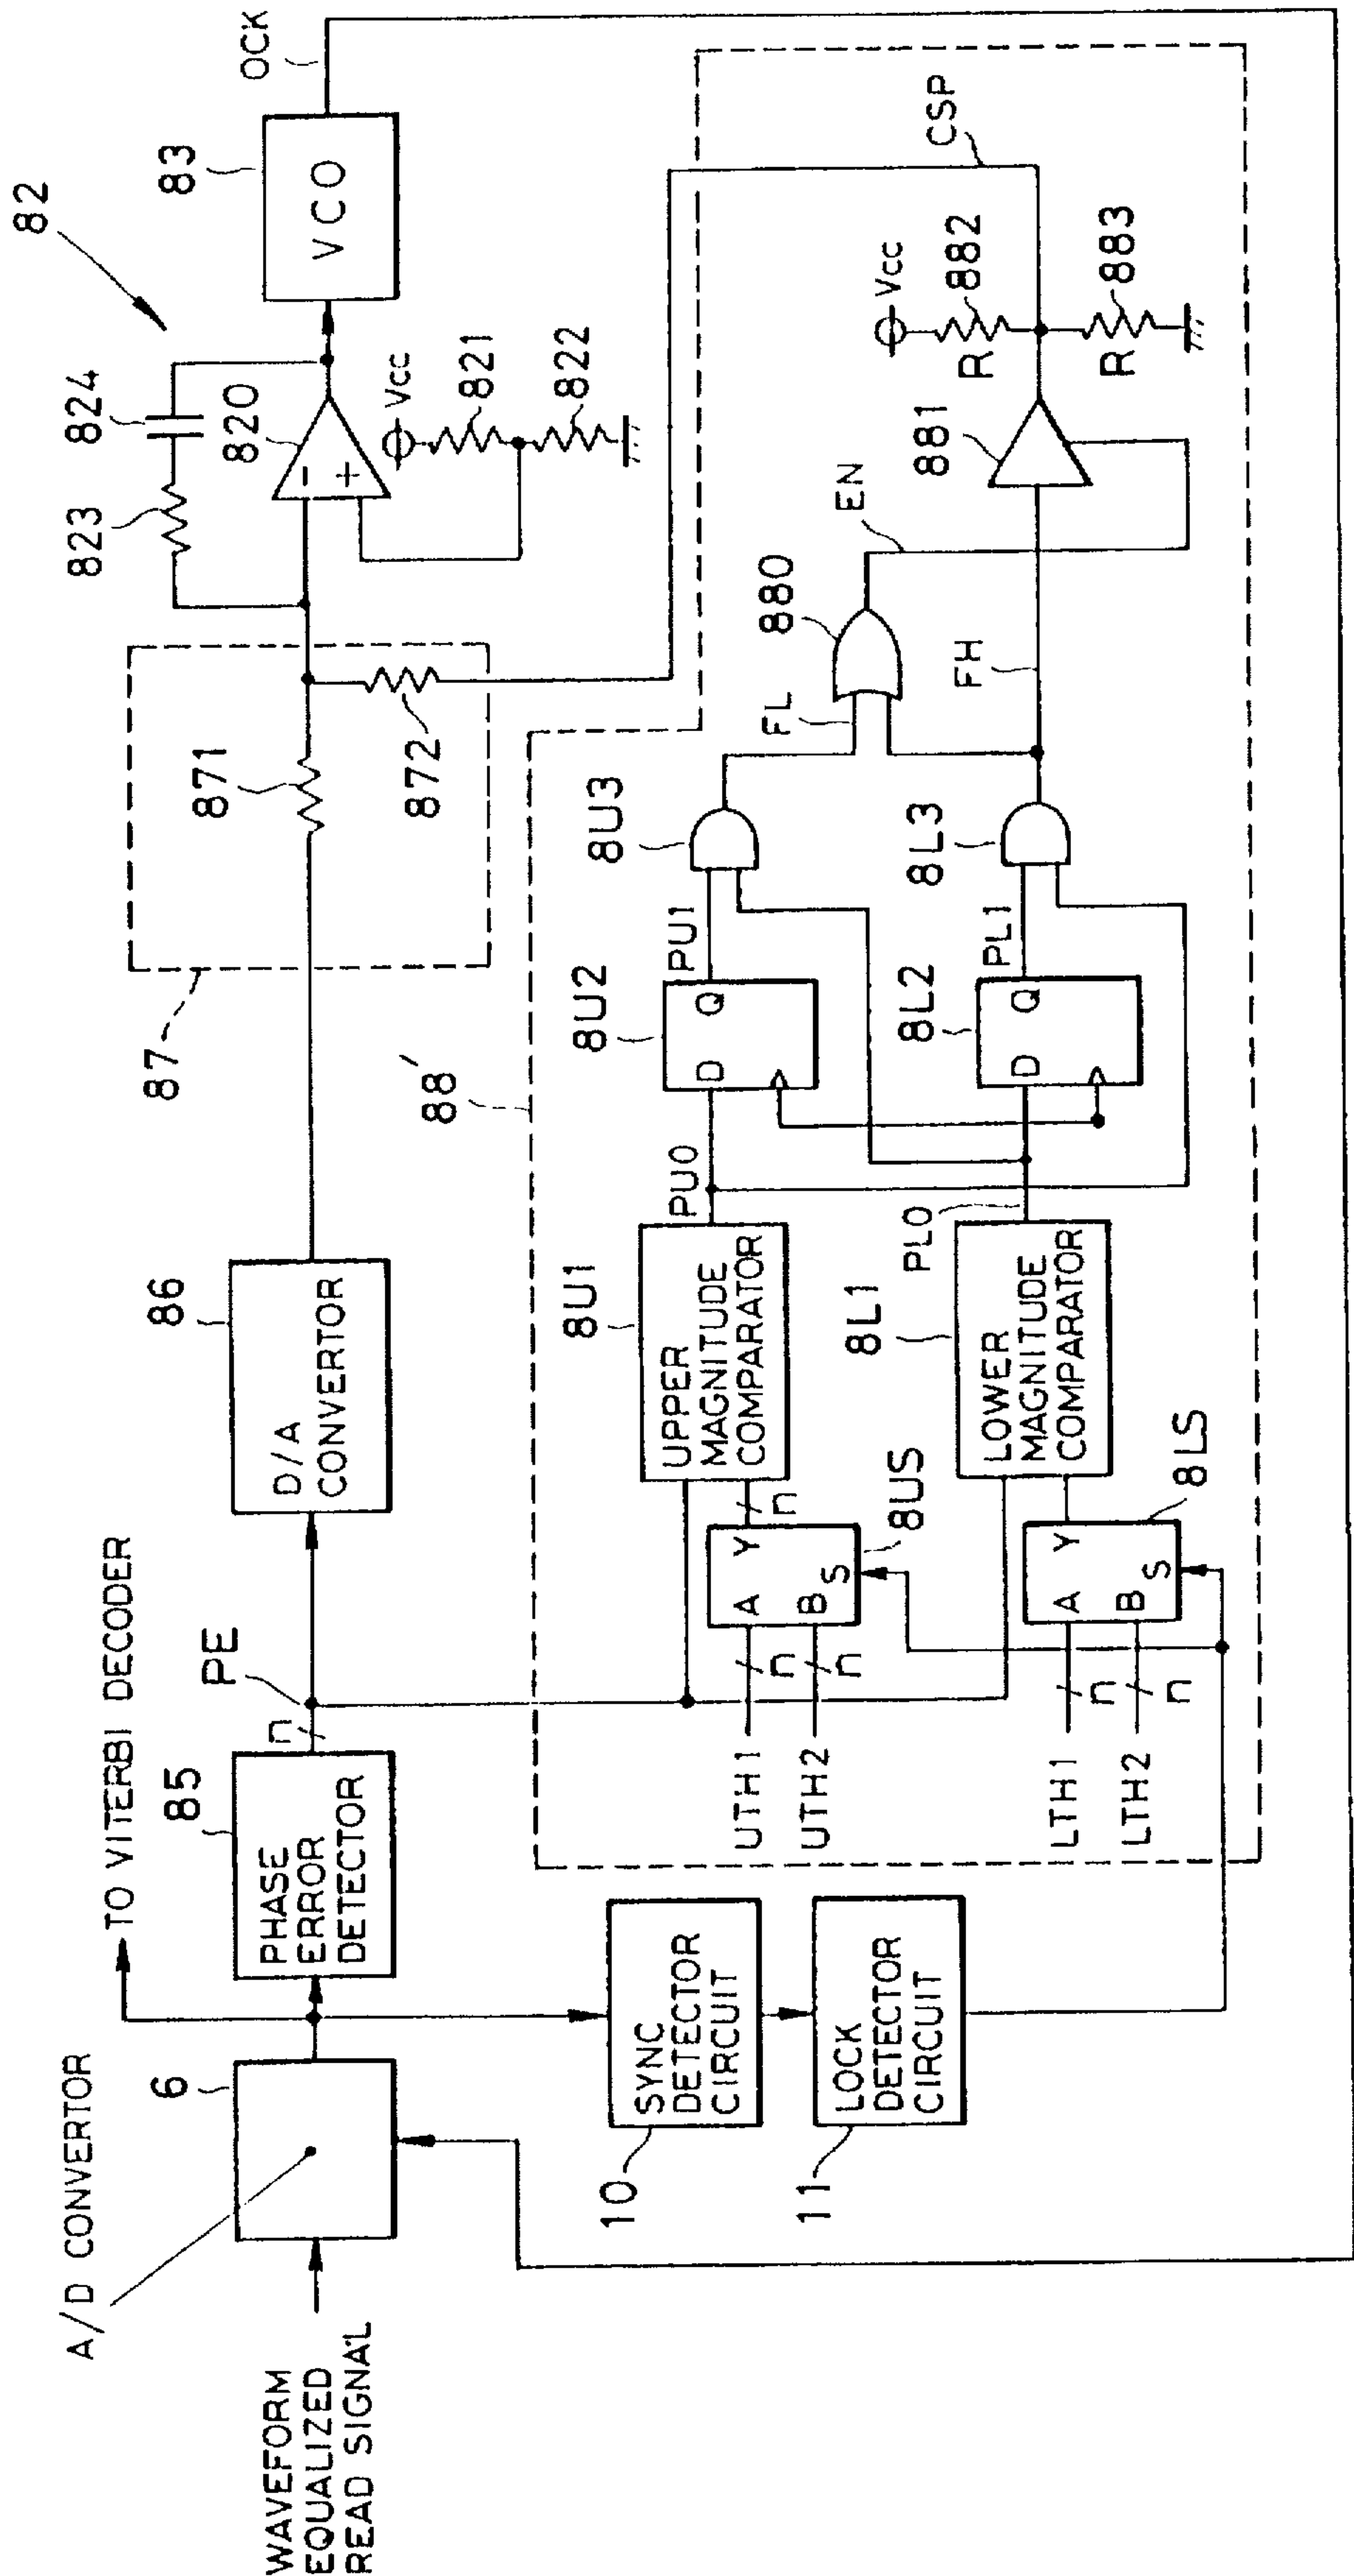 WAVEFORM
EQUALIZED
READ SIGNAL
A/D CONVERTOR
6
TO VITERBI DECODER
85
PHASE
ERROR
DETECTOR
n
PE
86
D/A
CONVERTOR
87
871
872
823
824
820
-
+
Vcc
821
822
82
83
VCO
OCK
10
SYNC
DETECTOR
CIRCUIT
11
LOCK
DETECTOR
CIRCUIT
88'
UTH1
UTH2
n
n
A
B
Y
S
8US
n
8U1
UPPER
MAGNITUDE
COMPARATOR
PU0
8U2
D
Q
PU1
8U3
FL
880
EN
LTH1
LTH2
n
n
A
B
Y
S
8LS
8L1
LOWER
MAGNITUDE
COMPARATOR
PL0
8L2
D
Q
PL1
8L3
FH
881
Vcc
R
882
R
883
CSP